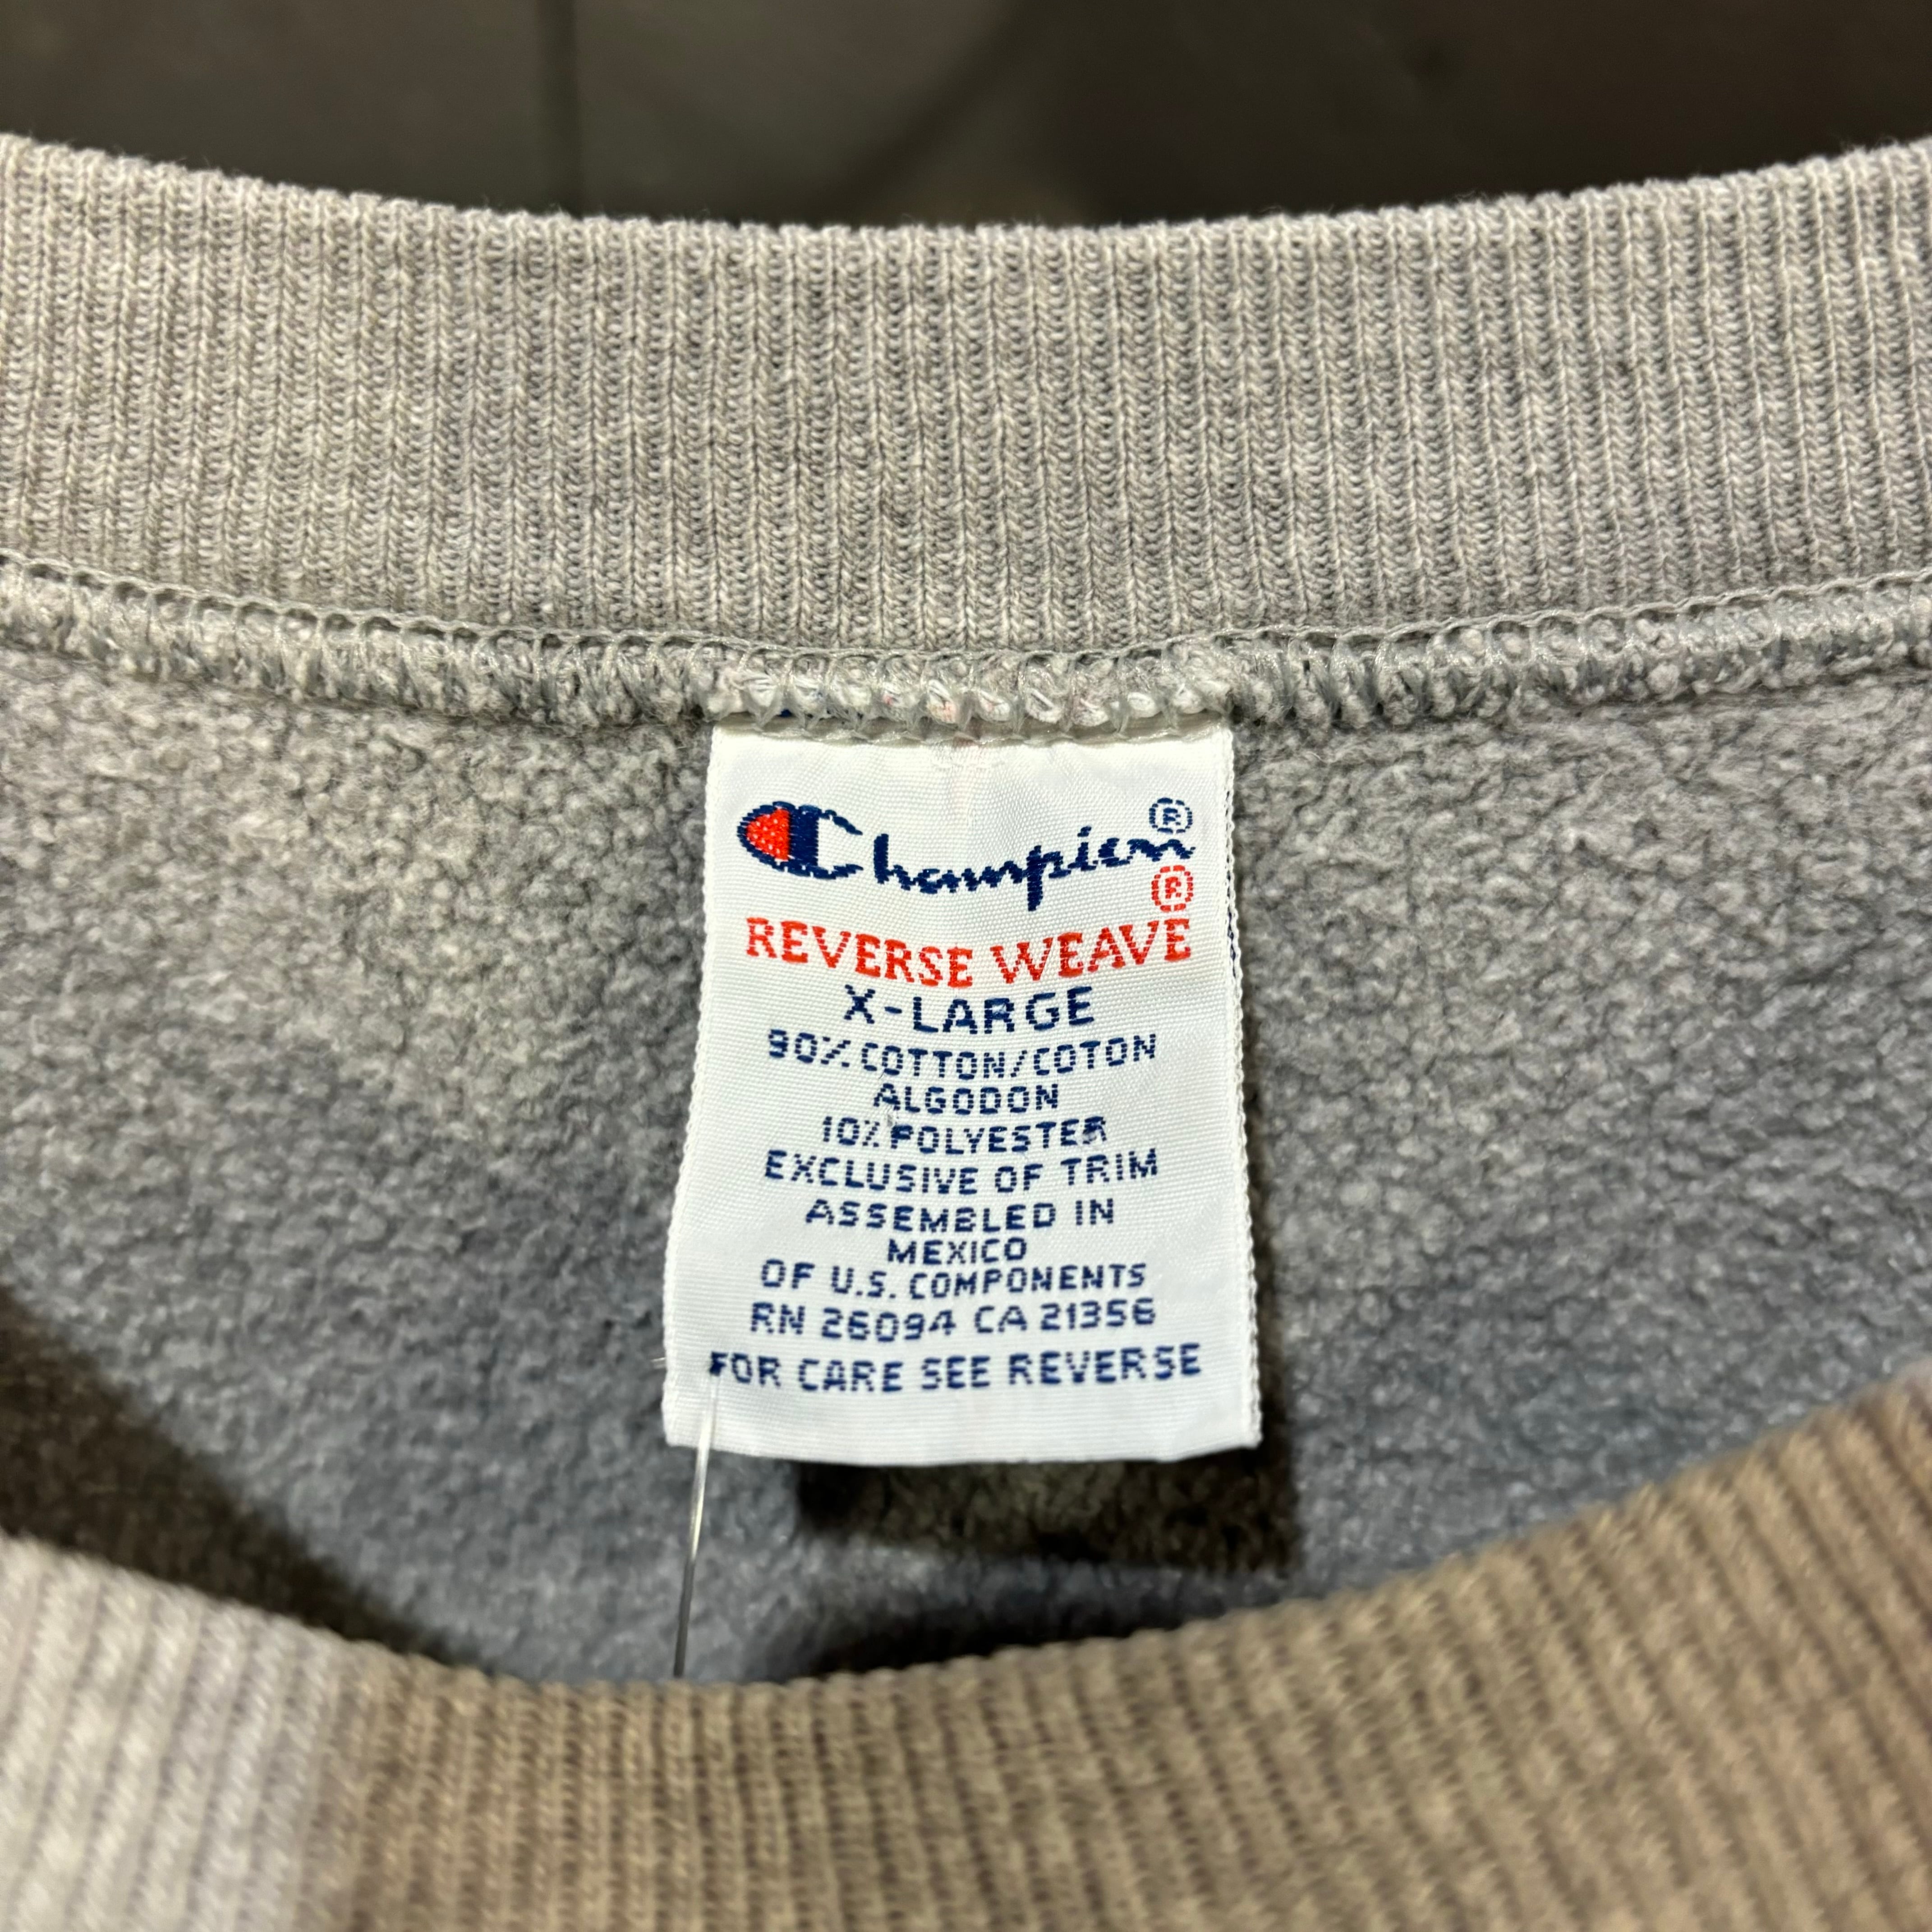 Champion®
REVERSE WEAVE®
X-LARGE
90% COTTON/COTON
ALGODON
10% POLYESTER
EXCLUSIVE OF TRIM
ASSEMBLED IN
MEXICO
OF U.S. COMPONENTS
RN 26094 CA 21356
FOR CARE SEE REVERSE